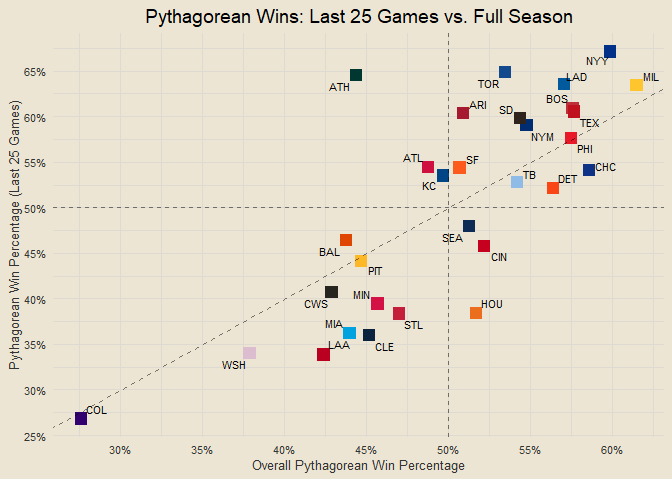 Pythagorean Wins: Last 25 Games vs. Full Season
Pythagorean Win Percentage (Last 25 Games)
65%
60%
55%
50%
45%
40%
35%
30%
25%
NYY
LAD
MIL
TOR
ATH
BOS
ARI
SD
TEX
NYM
PHI
ATL
SF
CHC
KC
TB
DET
SEA
BAL
CIN
PIT
CWS
MIN
HOU
STL
MIA
CLE
LAA
WSH
COL
30%
35%
40%
45%
50%
55%
60%
Overall Pythagorean Win Percentage